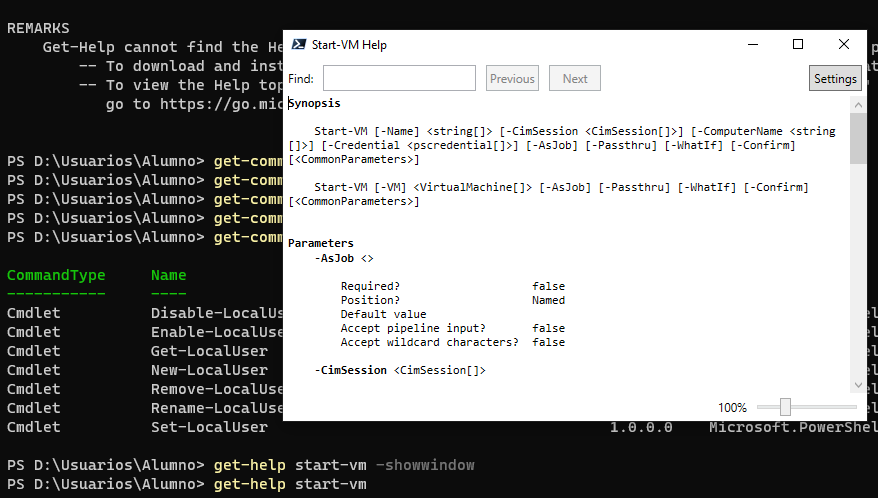 REMARKS
Get-Help cannot find the He
-- To download and inst
-- To view the Help top
go to https://go.mic
PS D:\Usuarios\Alumno> get-comm
PS D:\Usuarios\Alumno> get-comm
PS D:\Usuarios\Alumno> get-comm
PS D:\Usuarios\Alumno> get-comm
PS D:\Usuarios\Alumno> get-comm
CommandType Name
----------- ----
Cmdlet Disable-LocalUse
Cmdlet Enable-LocalUse
Cmdlet Get-LocalUser
Cmdlet New-LocalUser
Cmdlet Remove-LocalUse
Cmdlet Rename-LocalUse
Cmdlet Set-LocalUser 1.0.0.0 Microsoft.PowerShel
PS D:\Usuarios\Alumno> get-help start-vm -showwindow
PS D:\Usuarios\Alumno> get-help start-vm
Start-VM Help
Find: Previous Next Settings
Synopsis
Start-VM [-Name] <string[]> [-CimSession <CimSession[]>] [-ComputerName <string
[]>] [-Credential <pscredential[]>] [-AsJob] [-Passthru] [-WhatIf] [-Confirm]
[<CommonParameters>]
Start-VM [-VM] <VirtualMachine[]> [-AsJob] [-Passthru] [-WhatIf] [-Confirm]
[<CommonParameters>]
Parameters
-AsJob <>
Required? false
Position? Named
Default value
Accept pipeline input? false
Accept wildcard characters? false
-CimSession <CimSession[]>
100%